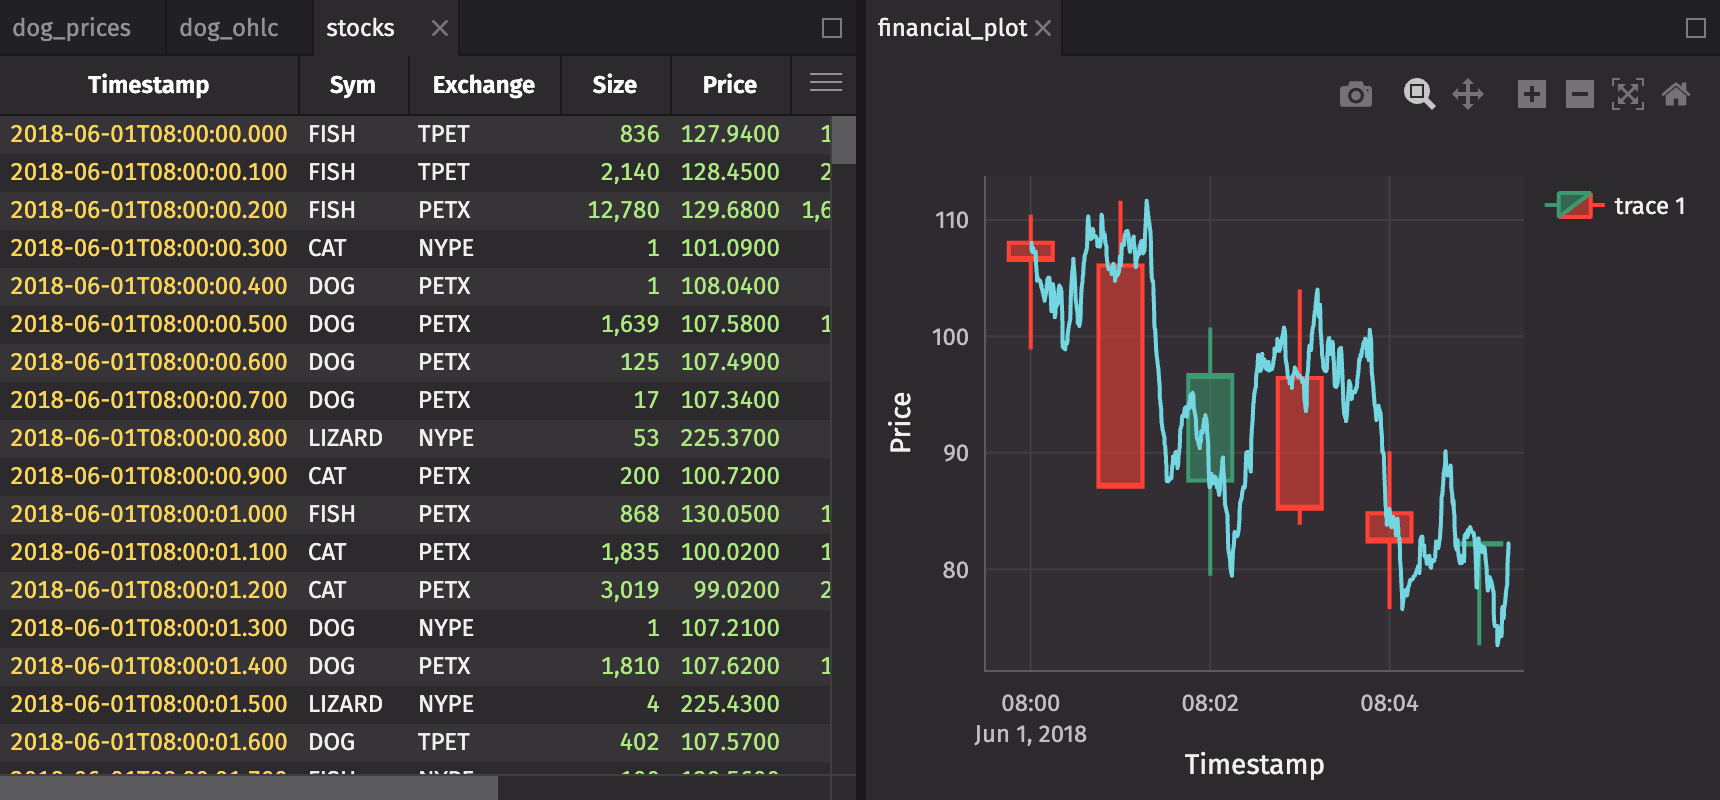 dog_prices dog_ohlc stocks
Timestamp Sym Exchange Size Price
2018-06-01T08:00:00.000 FISH TPET 836 127.9400 1
2018-06-01T08:00:00.100 FISH TPET 2,140 128.4500 2
2018-06-01T08:00:00.200 FISH PETX 12,780 129.6800 1,6
2018-06-01T08:00:00.300 CAT NYPE 1 101.0900
2018-06-01T08:00:00.400 DOG PETX 1 108.0400
2018-06-01T08:00:00.500 DOG PETX 1,639 107.5800 1
2018-06-01T08:00:00.600 DOG PETX 125 107.4900
2018-06-01T08:00:00.700 DOG PETX 17 107.3400
2018-06-01T08:00:00.800 LIZARD NYPE 53 225.3700
2018-06-01T08:00:00.900 CAT PETX 200 100.7200
2018-06-01T08:00:01.000 FISH PETX 868 130.0500 1
2018-06-01T08:00:01.100 CAT PETX 1,835 100.0200 1
2018-06-01T08:00:01.200 CAT PETX 3,019 99.0200 2
2018-06-01T08:00:01.300 DOG NYPE 1 107.2100
2018-06-01T08:00:01.400 DOG PETX 1,810 107.6200 1
2018-06-01T08:00:01.500 LIZARD NYPE 4 225.4300
2018-06-01T08:00:01.600 DOG TPET 402 107.5700
financial_plot
trace 1
110
100
90
80
Price
08:00 08:02 08:04
Jun 1, 2018
Timestamp